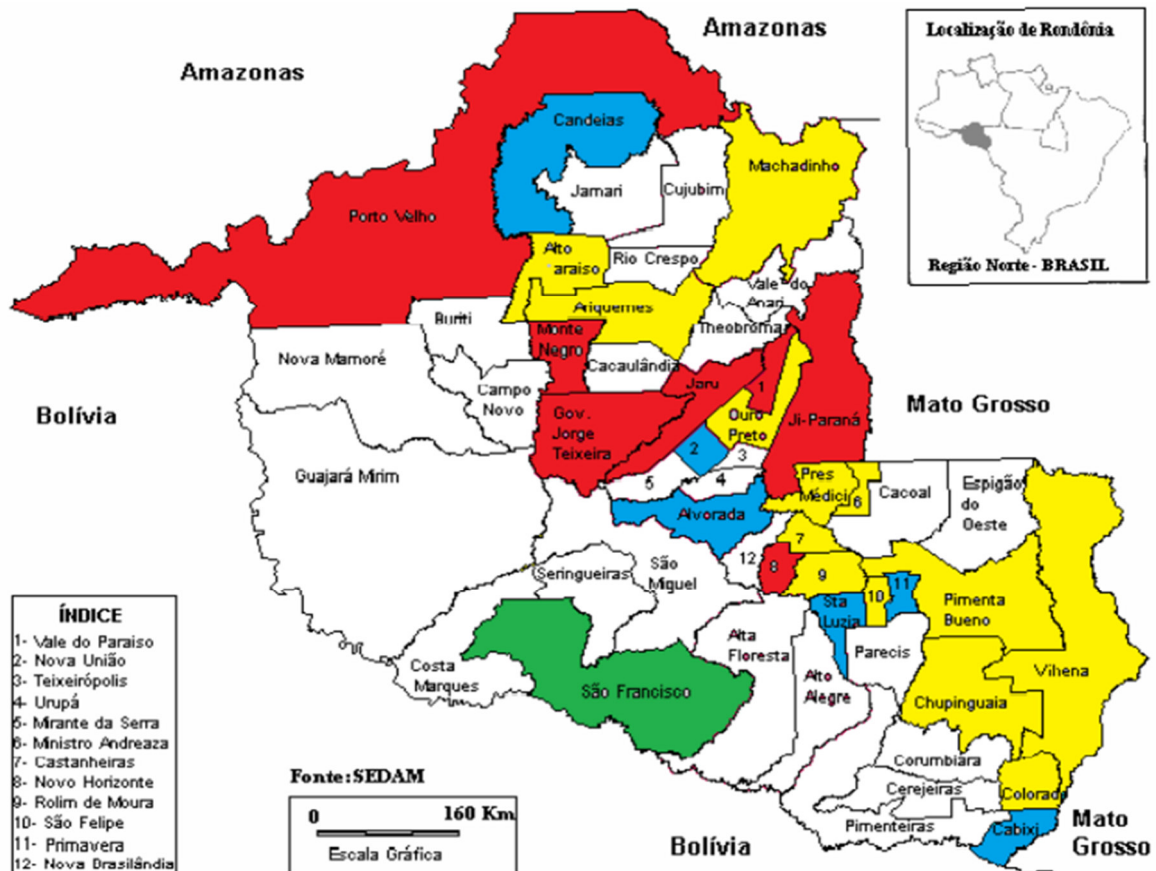 Amazonas
Amazonas
Localização de Rondônia
Região Norte - BRASIL
Candeias
Machadinho
Jamari
Cujubim
Porto Velho
Alto
Paraiso
Rio Crespo
Vale do
Anari
Ariquemes
Buriti
Theobroma
Monte
Negro
Nova Mamoré
Cacaulândia
Campo
Novo
Jaru
1
Bolívia
Mato Grosso
Gov.
Jorge
Teixeira
Ouro
Preto
Ji-Paraná
2
3
Guajará Mirim
5
4
Pres
Médici
6
Cacoal
Espigão
do
Oeste
Alvorada
7
12
8
9
10
11
São
Miguel
Seringueiras
Sta
Luzia
Pimenta
Bueno
Alta
Floresta
Parecis
Costa
Marques
São Francisco
Alto
Alegre
Vihena
Chupinguaia
Corumbiara
Cerejeiras
Colorado
Pimenteiras
Cabixi
Bolívia
Mato
Grosso
ÍNDICE
1- Vale do Paraiso
2- Nova União
3- Teixeirópolis
4- Urupá
5- Mirante da Serra
6- Ministro Andreaza
7- Castanheiras
8- Novo Horizonte
9- Rolim de Moura
10- São Felipe
11- Primavera
12- Nova Brasilândia
Fonte:SEDAM
0
160 Km
Escala Gráfica